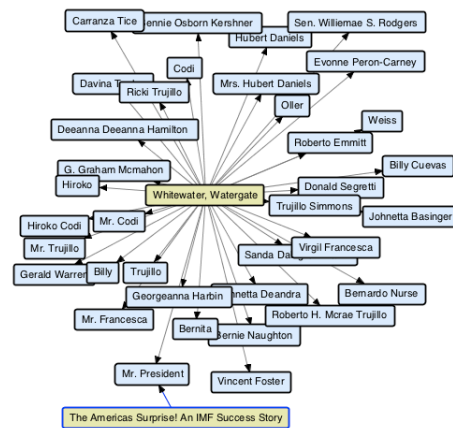 Carranza Tice
ennie Osborn Kershner
Sen. Williemae S. Rodgers
Hubert Daniels
Evonne Peron-Carney
Codi
Davina T
Ricki Trujillo
Mrs. Hubert Daniels
Oller
Weiss
Deeanna Deeanna Hamilton
Roberto Emmitt
G. Graham Mcmahon
Billy Cuevas
Hiroko
Whitewater, Watergate
Donald Segretti
Trujillo Simmons
Johnetta Basinger
Hiroko Codi
Mr. Codi
Mr. Trujillo
Sanda Da
Virgil Francesca
Gerald Warren
Billy
Trujillo
Georgeanna Harbin
nnetta Deandra
Bernardo Nurse
Mr. Francesca
Roberto H. Mcrae Trujillo
Bernita
Bernie Naughton
Mr. President
Vincent Foster
The Americas Surprise! An IMF Success Story